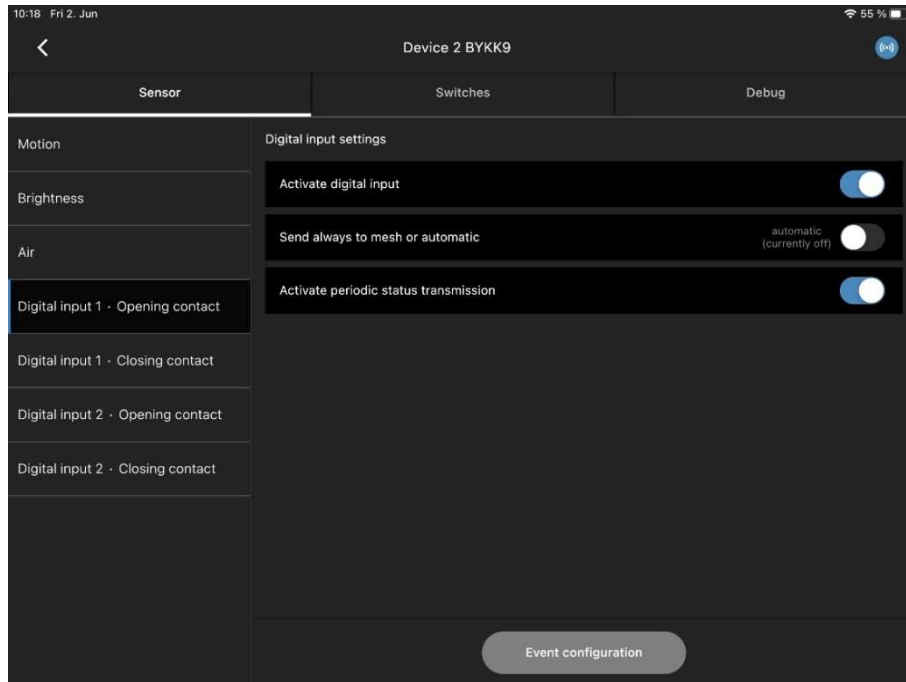 10:18 Fri 2. Jun
55 %
Device 2 BYKK9
Sensor
Switches
Debug
Motion
Brightness
Air
Digital input 1 · Opening contact
Digital input 1 · Closing contact
Digital input 2 · Opening contact
Digital input 2 · Closing contact
Digital input settings
Activate digital input
Send always to mesh or automatic
automatic
(currently off)
Activate periodic status transmission
Event configuration